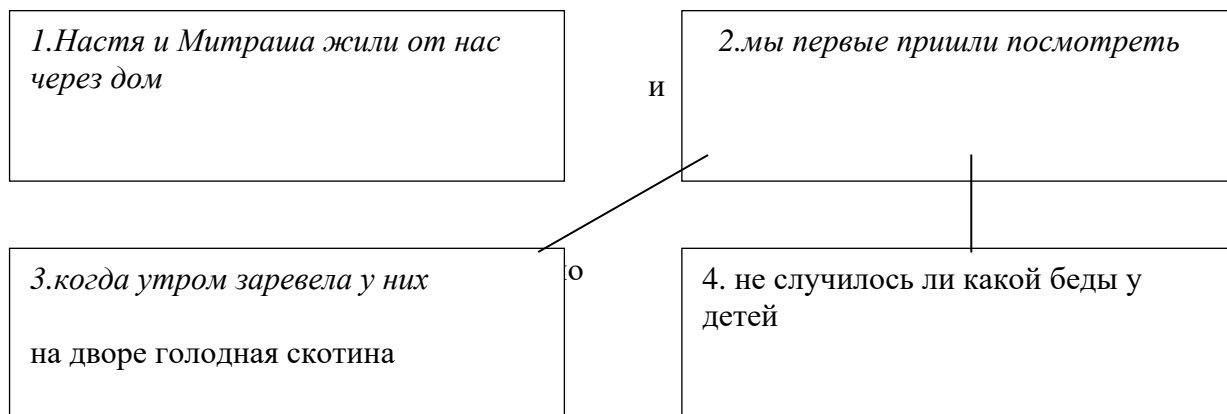 1.Настя и Митраша жили от нас
через дом
и
2.мы первые пришли посмотреть
3.когда утром заревела у них
на дворе голодная скотина
4. не случилось ли какой беды у
детей